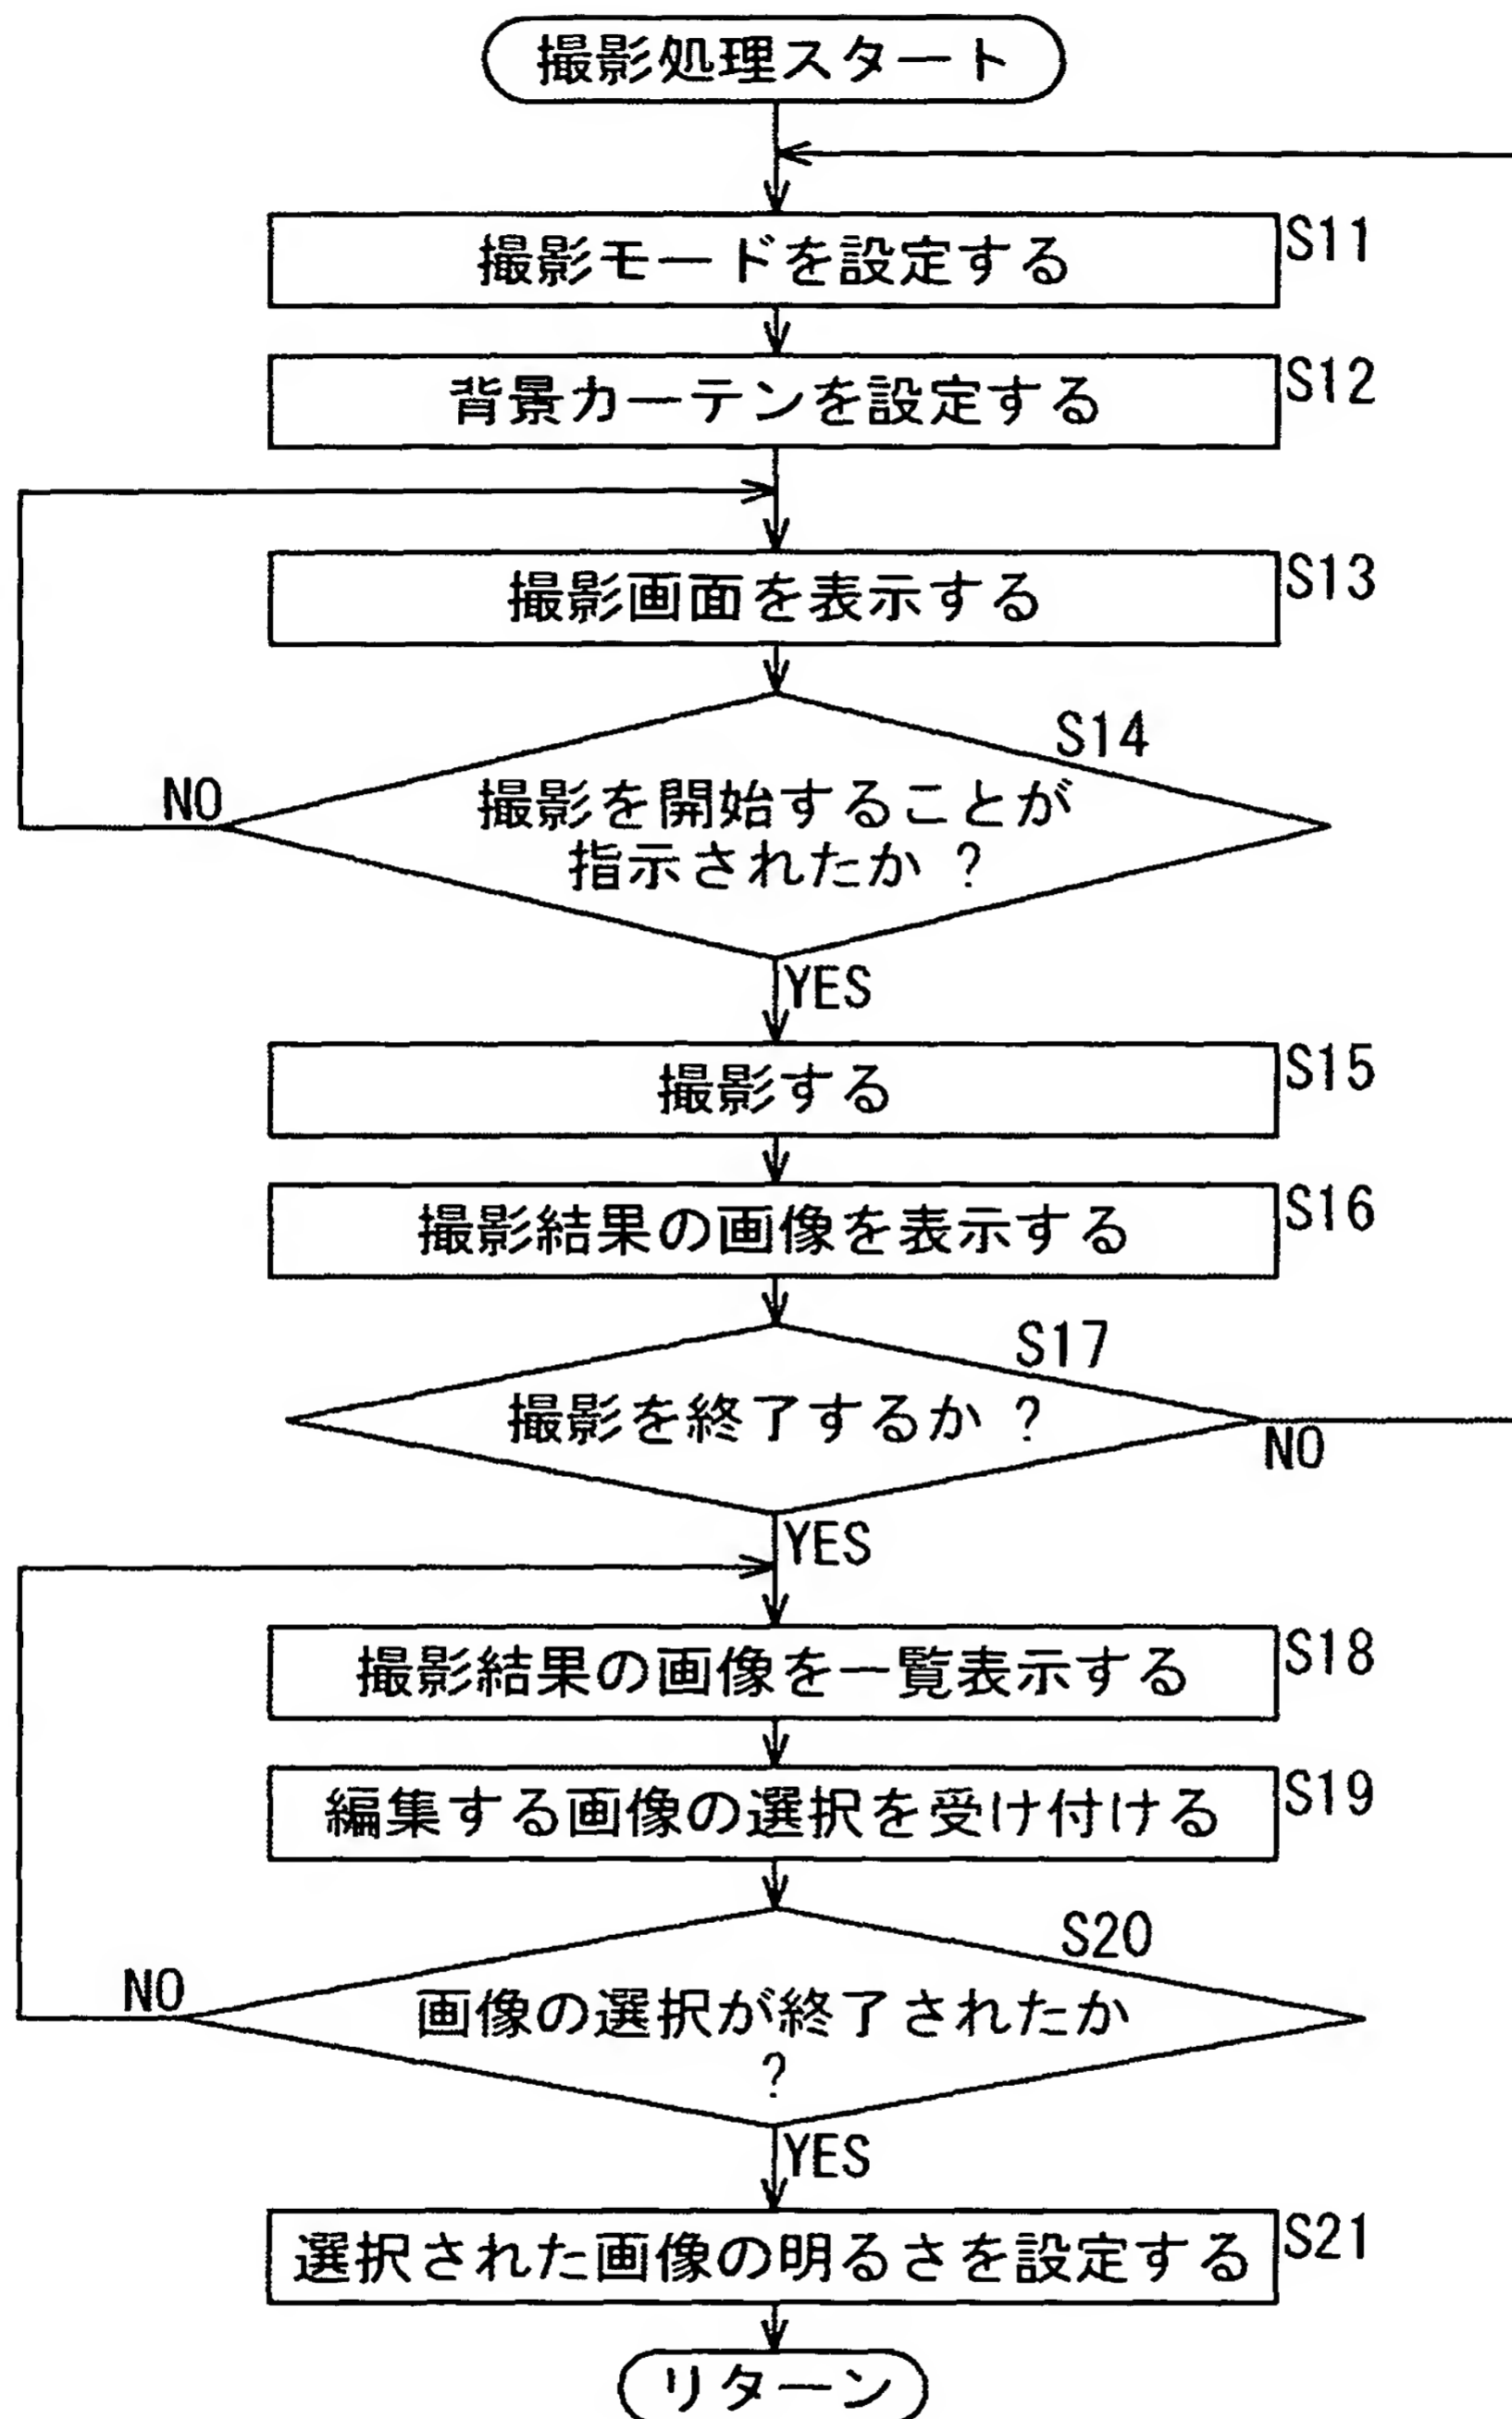 撮影処理スタート
撮影モードを設定する
S11
背景カーテンを設定する
S12
撮影画面を表示する
S13
S14
NO
撮影を開始することが
指示されたか ?
YES
撮影する
S15
撮影結果の画像を表示する
S16
S17
撮影を終了するか ?
NO
YES
撮影結果の画像を一覧表示する
S18
編集する画像の選択を受け付ける
S19
S20
NO
画像の選択が終了されたか
?
YES
選択された画像の明るさを設定する
S21
リターン